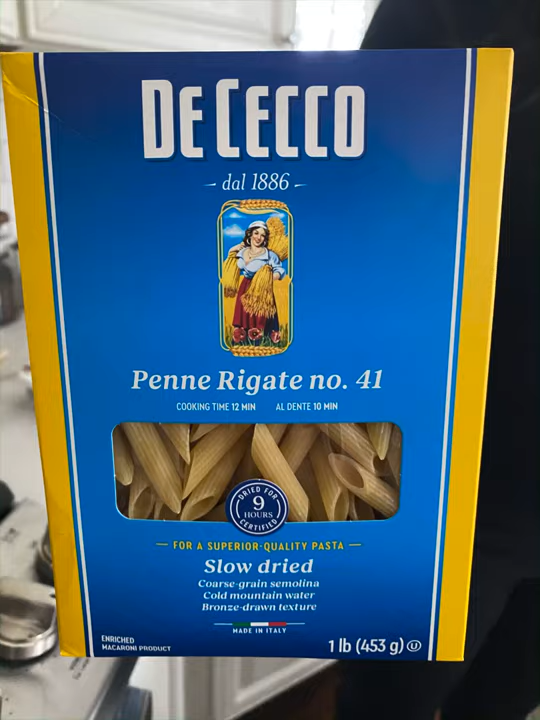 DE CECCO
dal 1886
Penne Rigate no. 41
COOKING TIME 12 MIN AL DENTE 10 MIN
DRIED FOR
9
HOURS
CERTIFIED
FOR A SUPERIOR-QUALITY PASTA
Slow dried
Coarse-grain semolina
Cold mountain water
Bronze-drawn texture
MADE IN ITALY
ENRICHED
MACARONI PRODUCT
1 lb (453 g) U